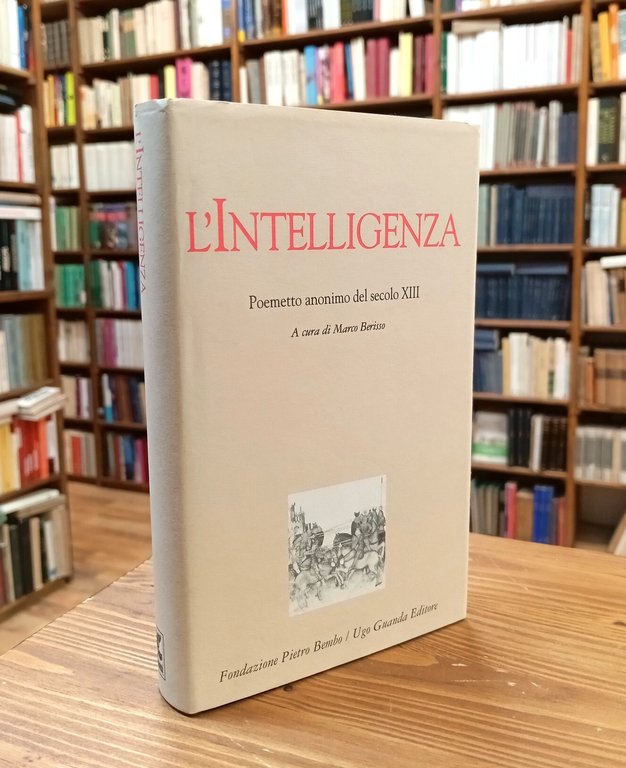 L'INTELLIGENZA
L'INTELLIGENZA
Poemetto anonimo del secolo XIII
A cura di Marco Berisso
Fondazione Pietro Bembo / Ugo Guanda Editore